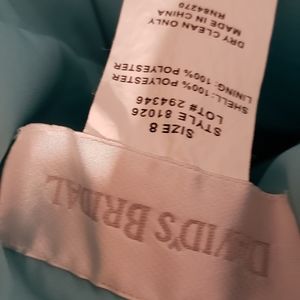 DAVID'S BRIDAL
SIZE 8
STYLE 81026
LOT# 294346
SHELL: 100% POLYESTER
LINING: 100% POLYESTER
DRY CLEAN ONLY
MADE IN CHINA
RN84270